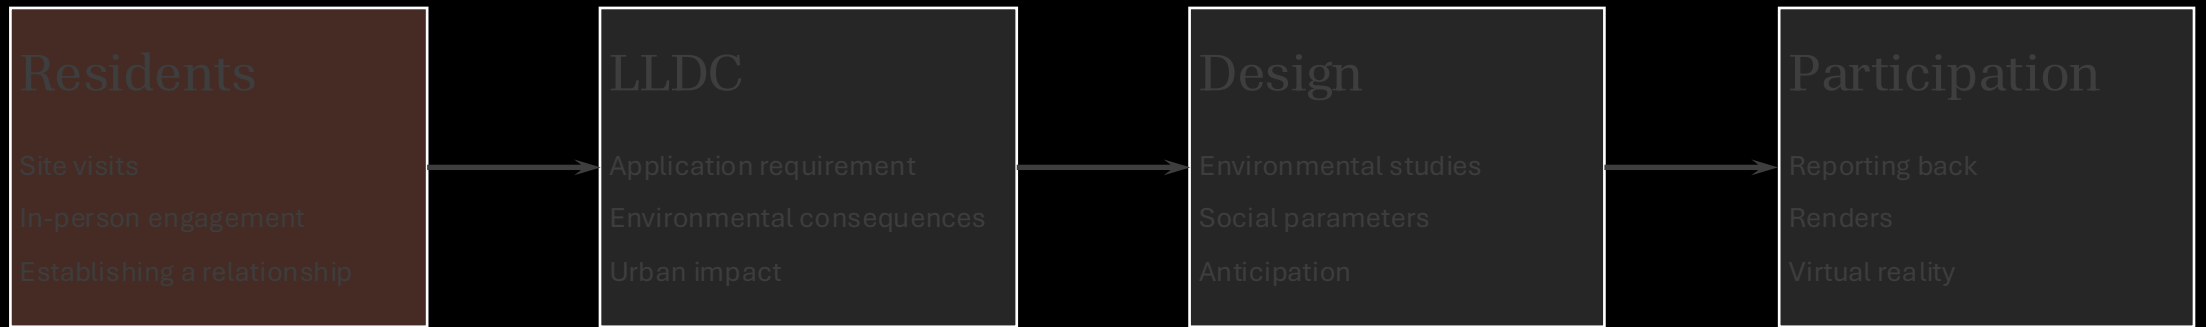 Residents
Site visits
In-person engagement
Establishing a relationship
LLDC
Application requirement
Environmental consequences
Urban impact
Design
Environmental studies
Social parameters
Anticipation
Participation
Reporting back
Renders
Virtual reality